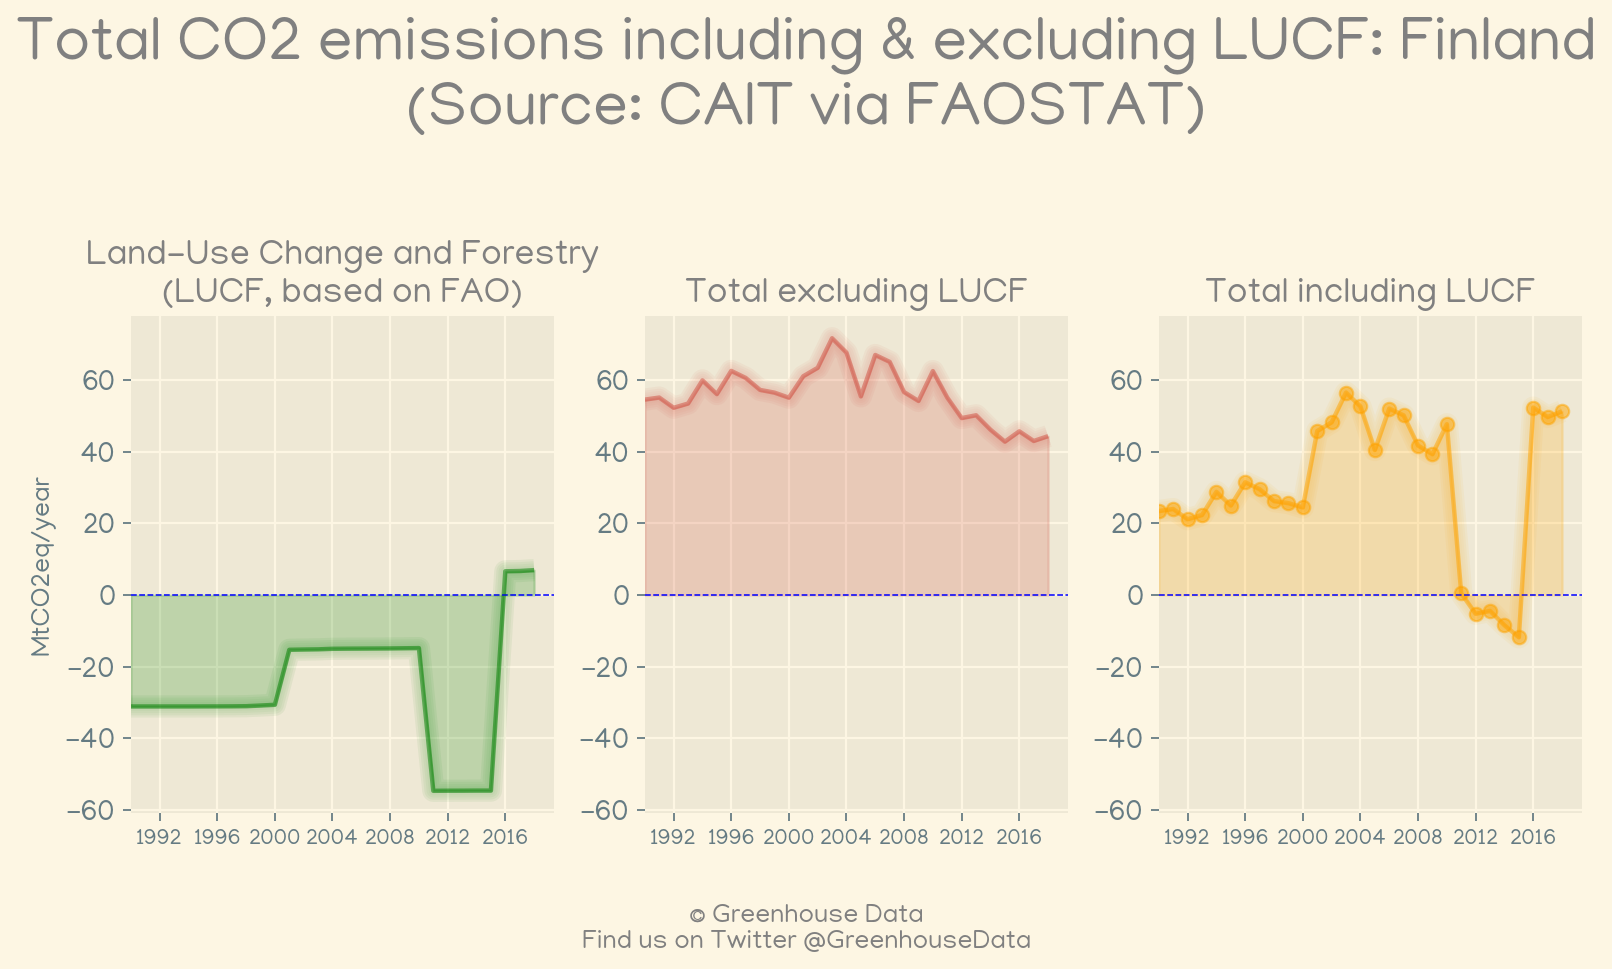 Total CO2 emissions including & excluding LUCF: Finland
(Source: CAIT via FAOSTAT)
Land-Use Change and Forestry
(LUCF, based on FAO)
Total excluding LUCF
Total including LUCF
MtCO2eq/year
60
40
20
0
−20
−40
−60
1992 1996 2000 2004 2008 2012 2016
60
40
20
0
−20
−40
−60
1992 1996 2000 2004 2008 2012 2016
60
40
20
0
−20
−40
−60
1992 1996 2000 2004 2008 2012 2016
© Greenhouse Data
Find us on Twitter @GreenhouseData